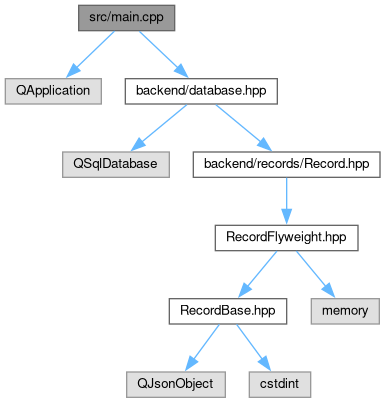 src/main.cpp
QApplication
backend/database.hpp
QSqlDatabase
backend/records/Record.hpp
RecordFlyweight.hpp
RecordBase.hpp
memory
QJsonObject
cstdint